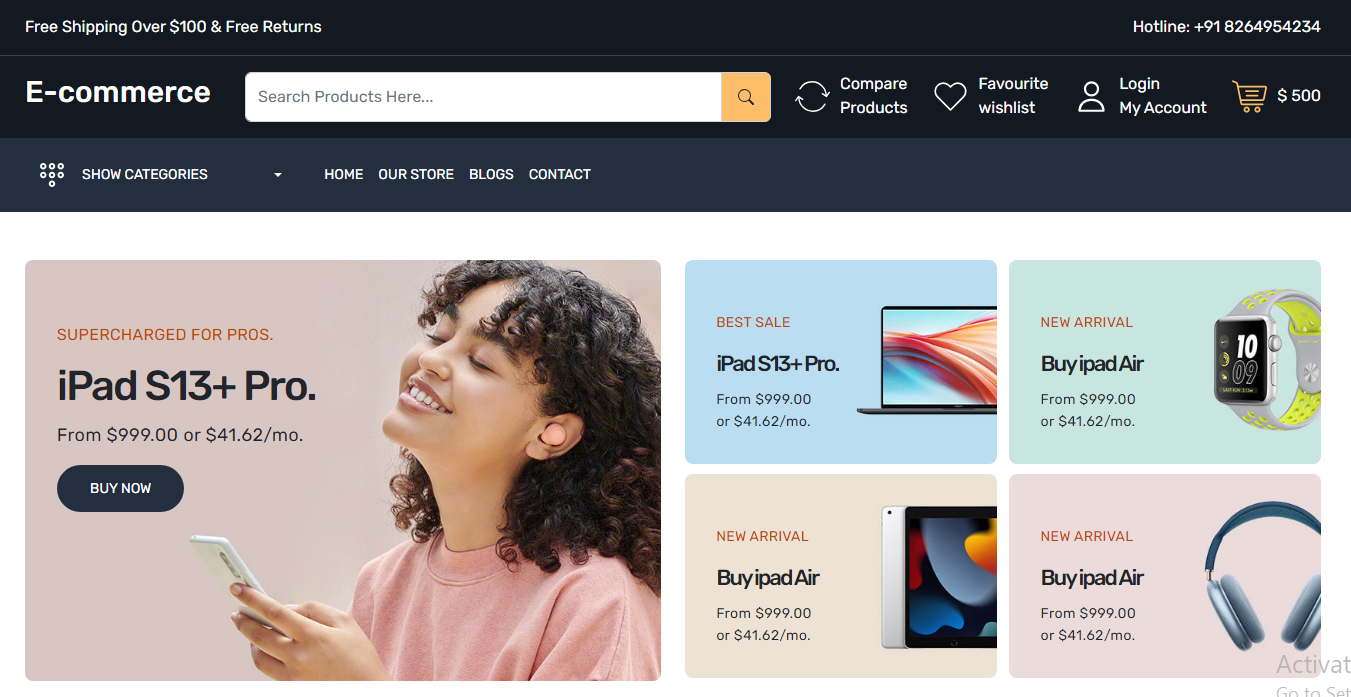 Free Shipping Over $100 & Free Returns
Hotline: +91 8264954234
E-commerce
Search Products Here...
Compare
Products
Favourite
wishlist
Login
My Account
$ 500
SHOW CATEGORIES
HOME
OUR STORE
BLOGS
CONTACT
SUPERCHARGED FOR PROS.
iPad S13+ Pro.
From $999.00 or $41.62/mo.
BUY NOW
BEST SALE
iPad S13+ Pro.
From $999.00
or $41.62/mo.
NEW ARRIVAL
Buy ipad Air
From $999.00
or $41.62/mo.
10
09
NEW ARRIVAL
Buy ipad Air
From $999.00
or $41.62/mo.
NEW ARRIVAL
Buy ipad Air
From $999.00
or $41.62/mo.
Activat
Go to Set